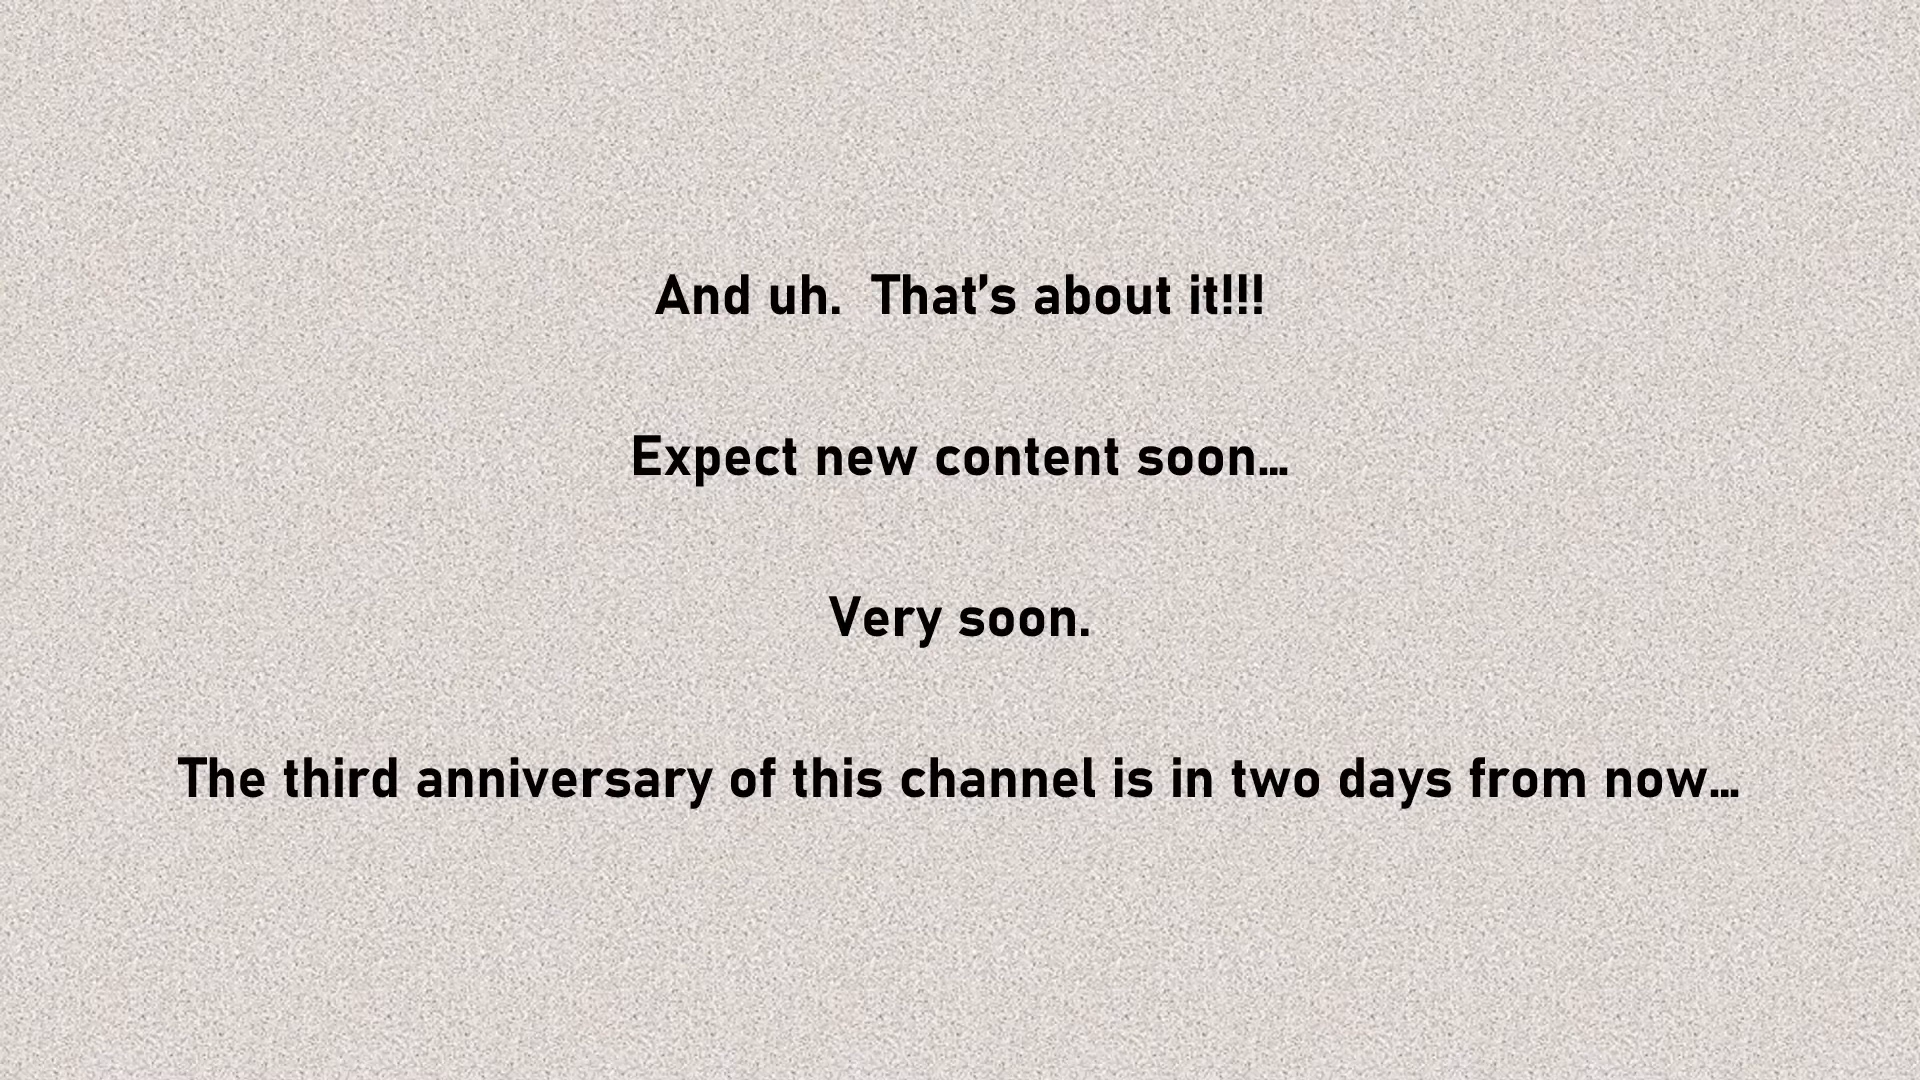 And uh.  That’s about it!!!
Expect new content soon...
Very soon.
The third anniversary of this channel is in two days from now...